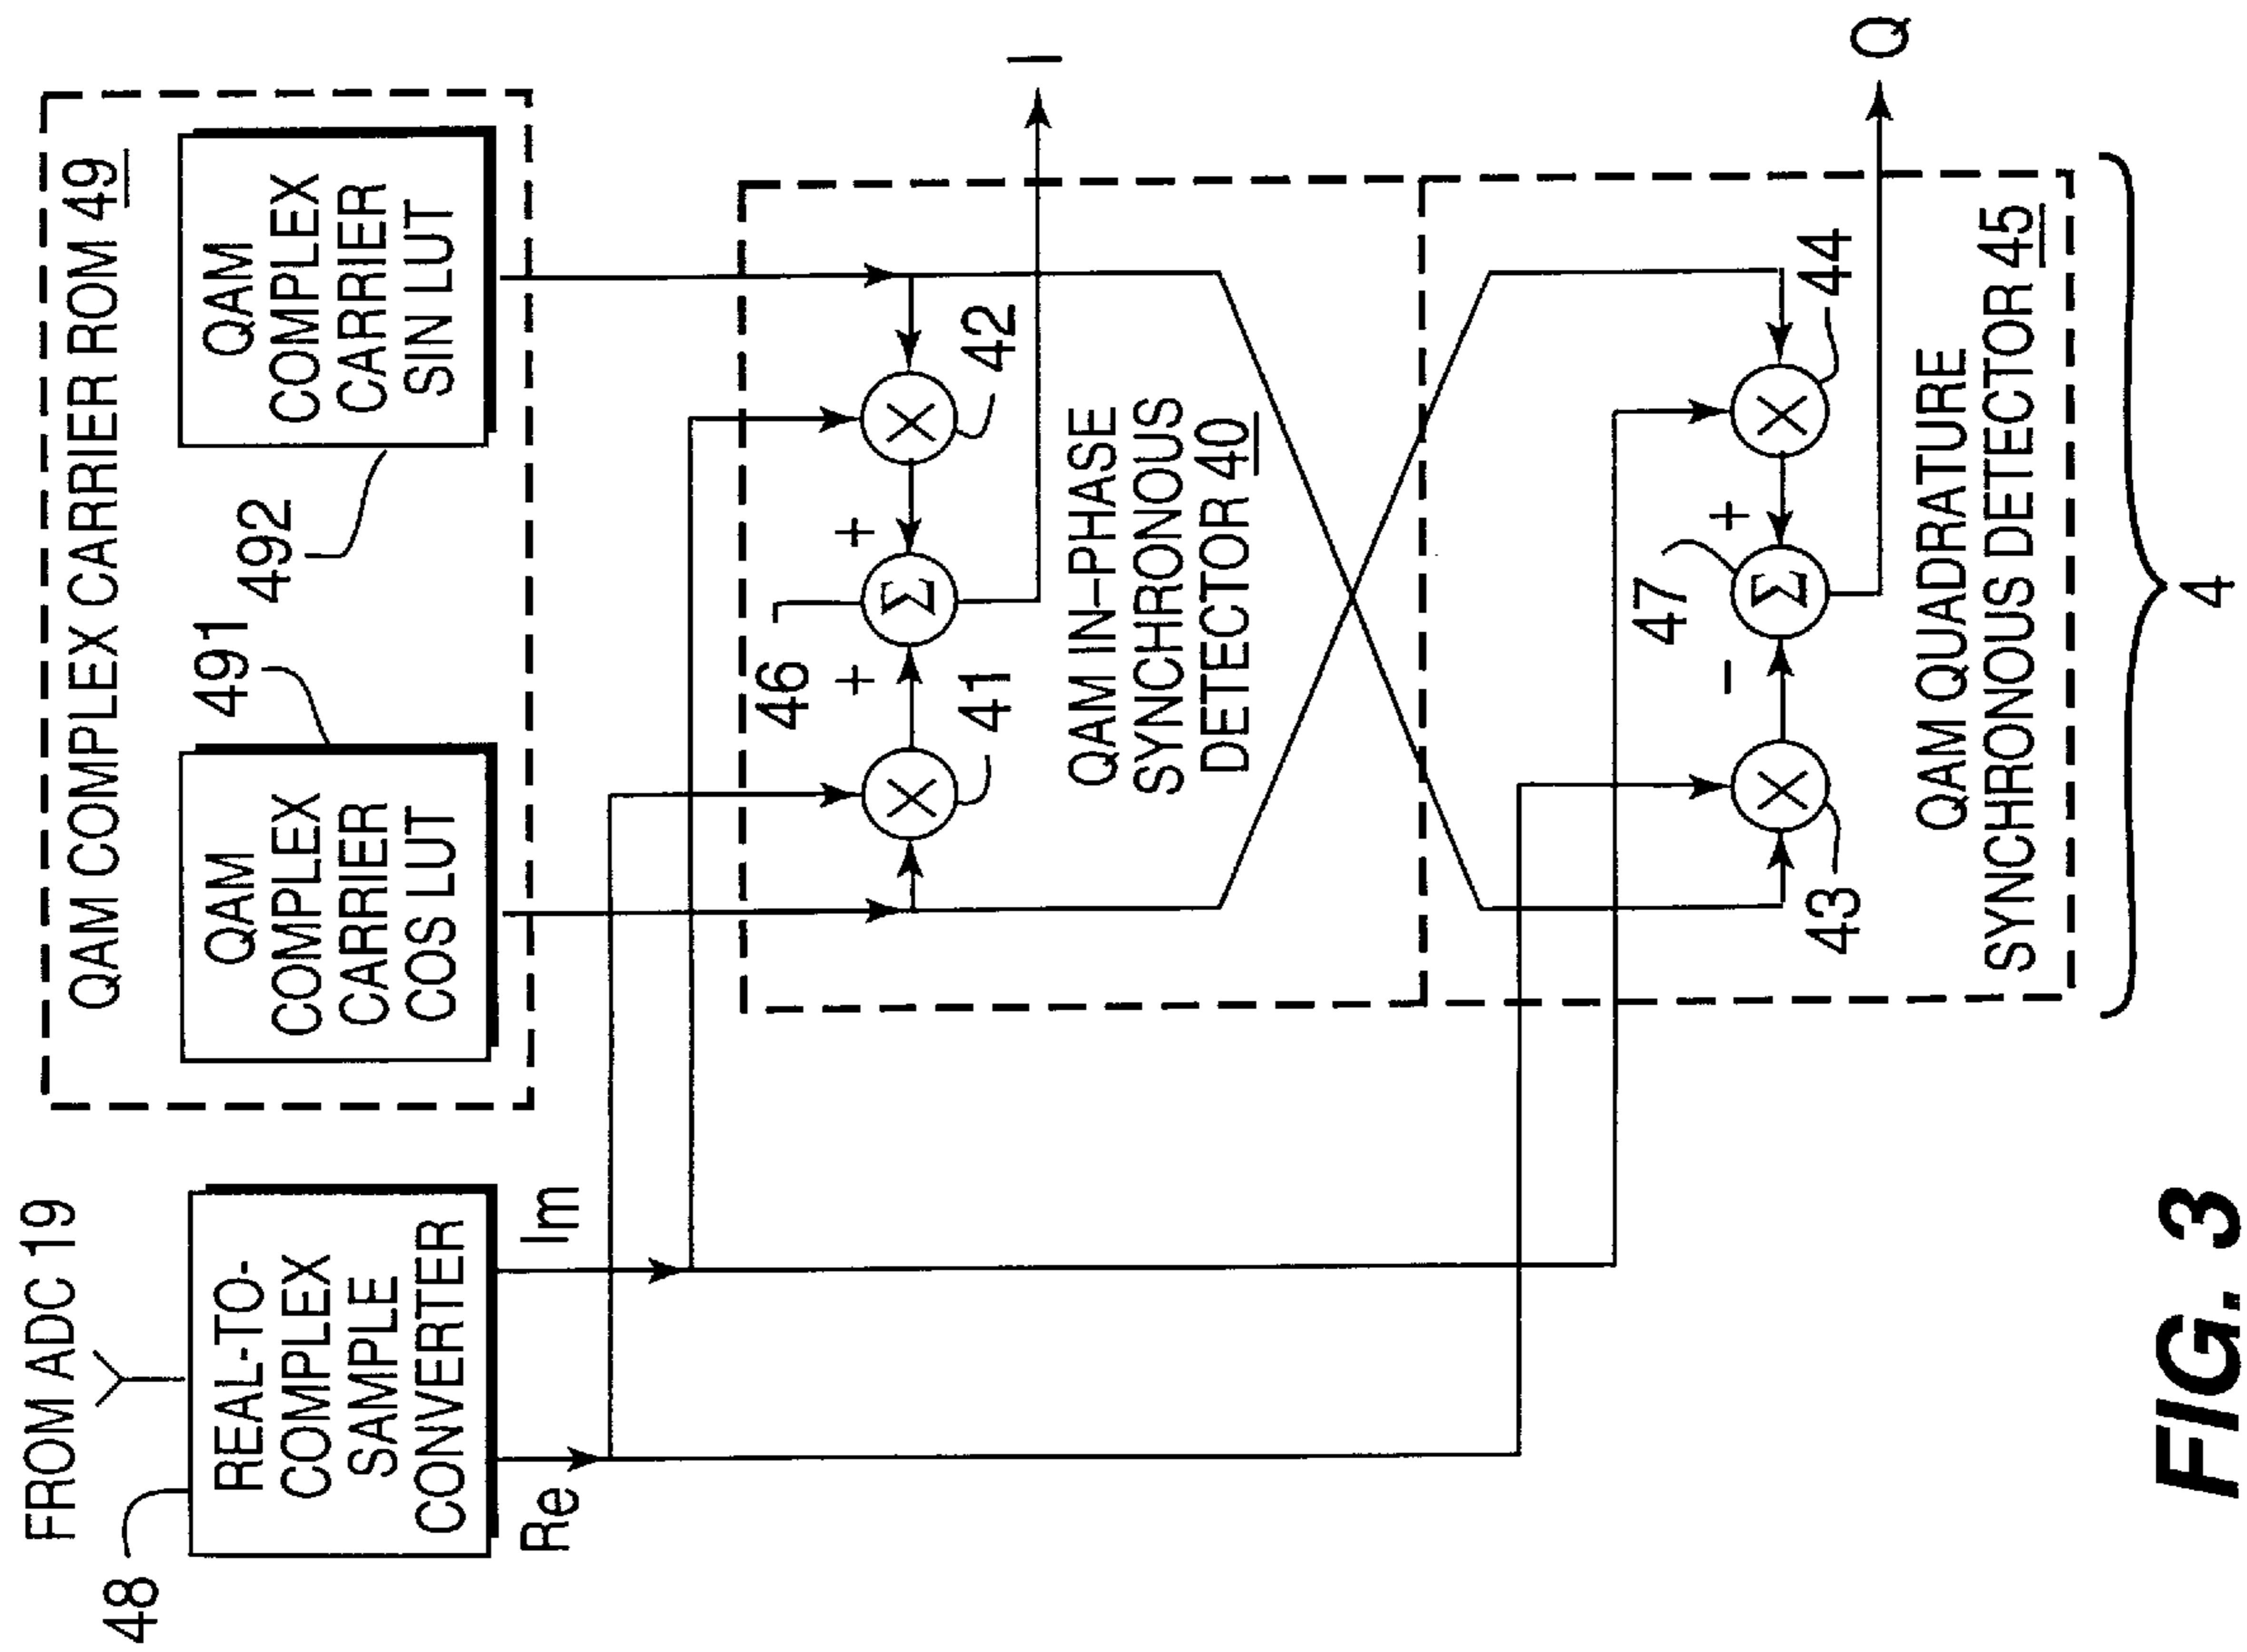 FROM ADC 19
48
REAL-TO-
COMPLEX
SAMPLE
CONVERTER
Re
Im
QAM COMPLEX CARRIER ROM 49
491
QAM
COMPLEX
CARRIER
COS LUT
492
QAM
COMPLEX
CARRIER
SIN LUT
46
+
+
X
Σ
X
41
42
I
QAM IN-PHASE
SYNCHRONOUS
DETECTOR 40
47
-
+
X
Σ
X
43
44
Q
QAM QUADRATURE
SYNCHRONOUS DETECTOR 45
4
FIG. 3